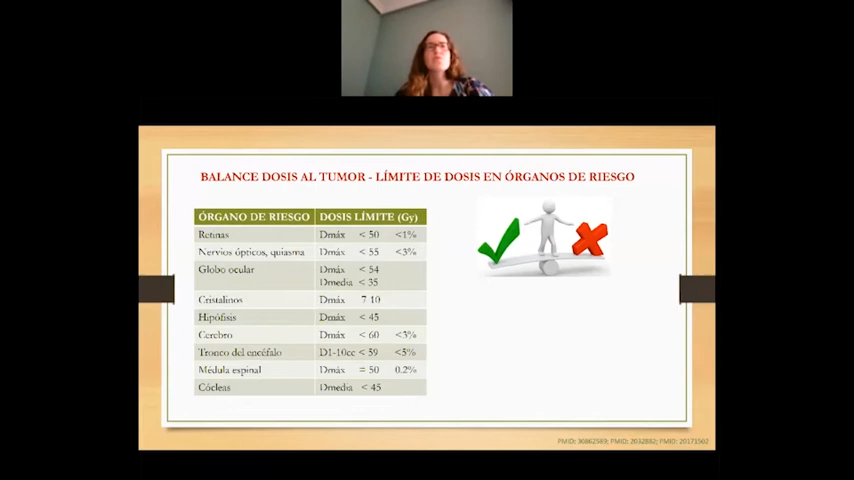 BALANCE DOSIS AL TUMOR - LÍMITE DE DOSIS EN ÓRGANOS DE RIESGO
ÓRGANO DE RIESGO DOSIS LÍMITE (Gy)
Retinas Dmáx < 50 <1%
Nervios ópticos, quiasma Dmáx < 55 <3%
Globo ocular Dmáx < 54
Dmedia < 35
Cristalinos Dmáx 7-10
Hipófisis Dmáx < 45
Cerebro Dmáx < 60 <3%
Tronco del encéfalo D1-10cc < 59 <5%
Médula espinal Dmáx = 50 0.2%
Cócleas Dmedia < 45
PMID: 36862589; PMID: 2032882; PMID: 20171502